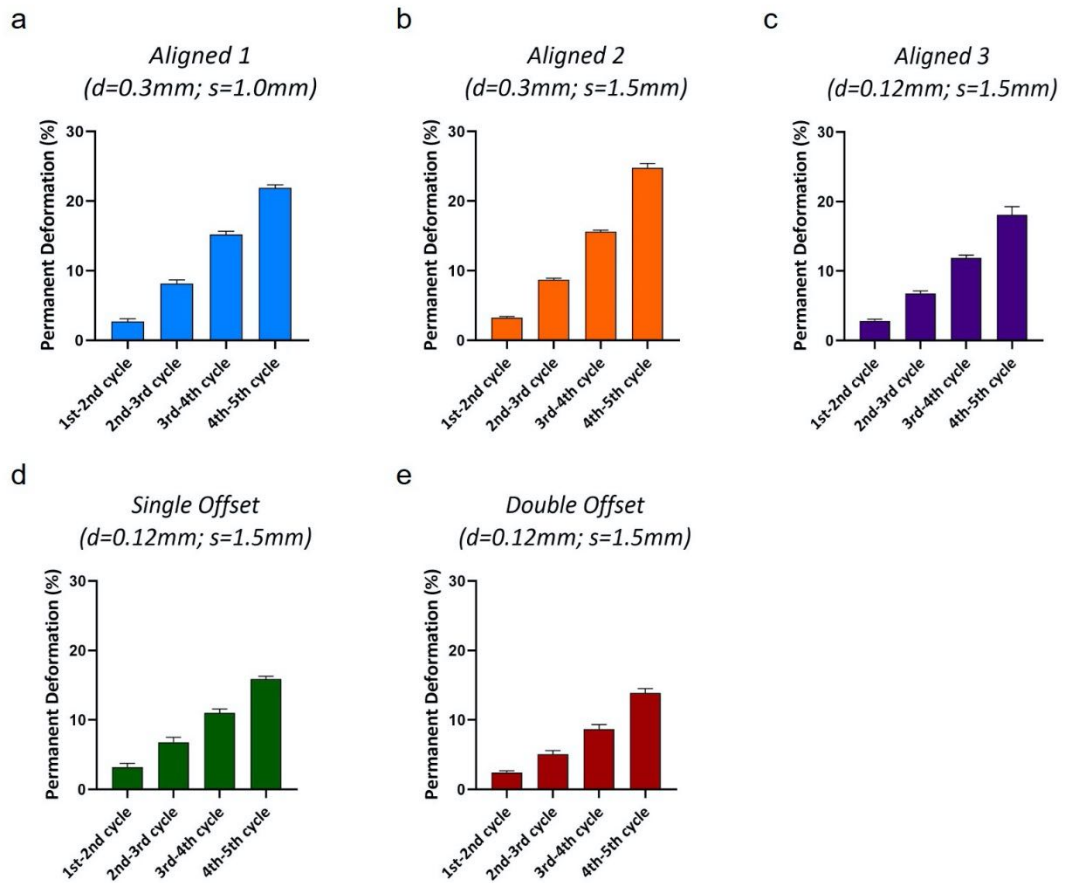 a
Aligned 1
(d=0.3mm; s=1.0mm)
Permanent Deformation (%)
30
20
10
0
1st-2nd cycle
2nd-3rd cycle
3rd-4th cycle
4th-5th cycle
b
Aligned 2
(d=0.3mm; s=1.5mm)
Permanent Deformation (%)
30
20
10
0
1st-2nd cycle
2nd-3rd cycle
3rd-4th cycle
4th-5th cycle
c
Aligned 3
(d=0.12mm; s=1.5mm)
Permanent Deformation (%)
30
20
10
0
1st-2nd cycle
2nd-3rd cycle
3rd-4th cycle
4th-5th cycle
d
Single Offset
(d=0.12mm; s=1.5mm)
Permanent Deformation (%)
30
20
10
0
1st-2nd cycle
2nd-3rd cycle
3rd-4th cycle
4th-5th cycle
e
Double Offset
(d=0.12mm; s=1.5mm)
Permanent Deformation (%)
30
20
10
0
1st-2nd cycle
2nd-3rd cycle
3rd-4th cycle
4th-5th cycle